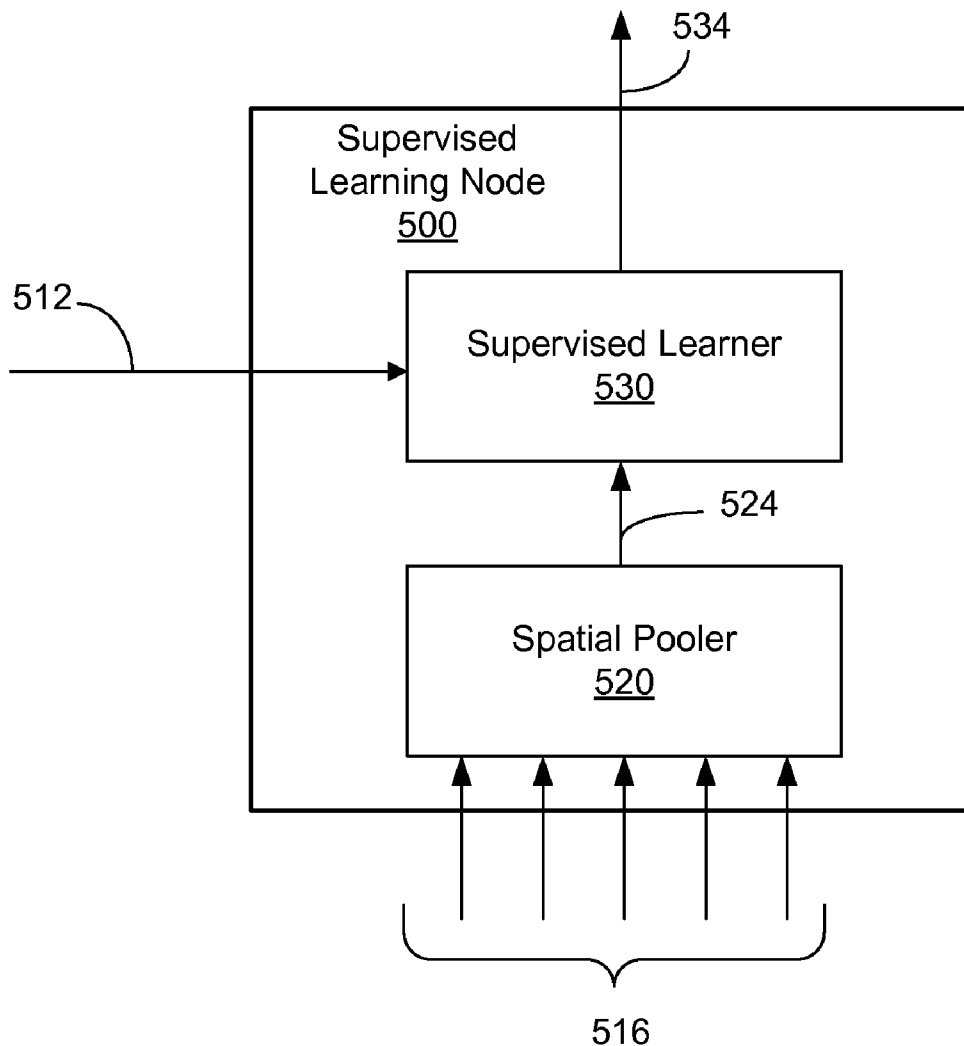 534
Supervised
Learning Node
500
512
Supervised Learner
530
524
Spatial Pooler
520
516